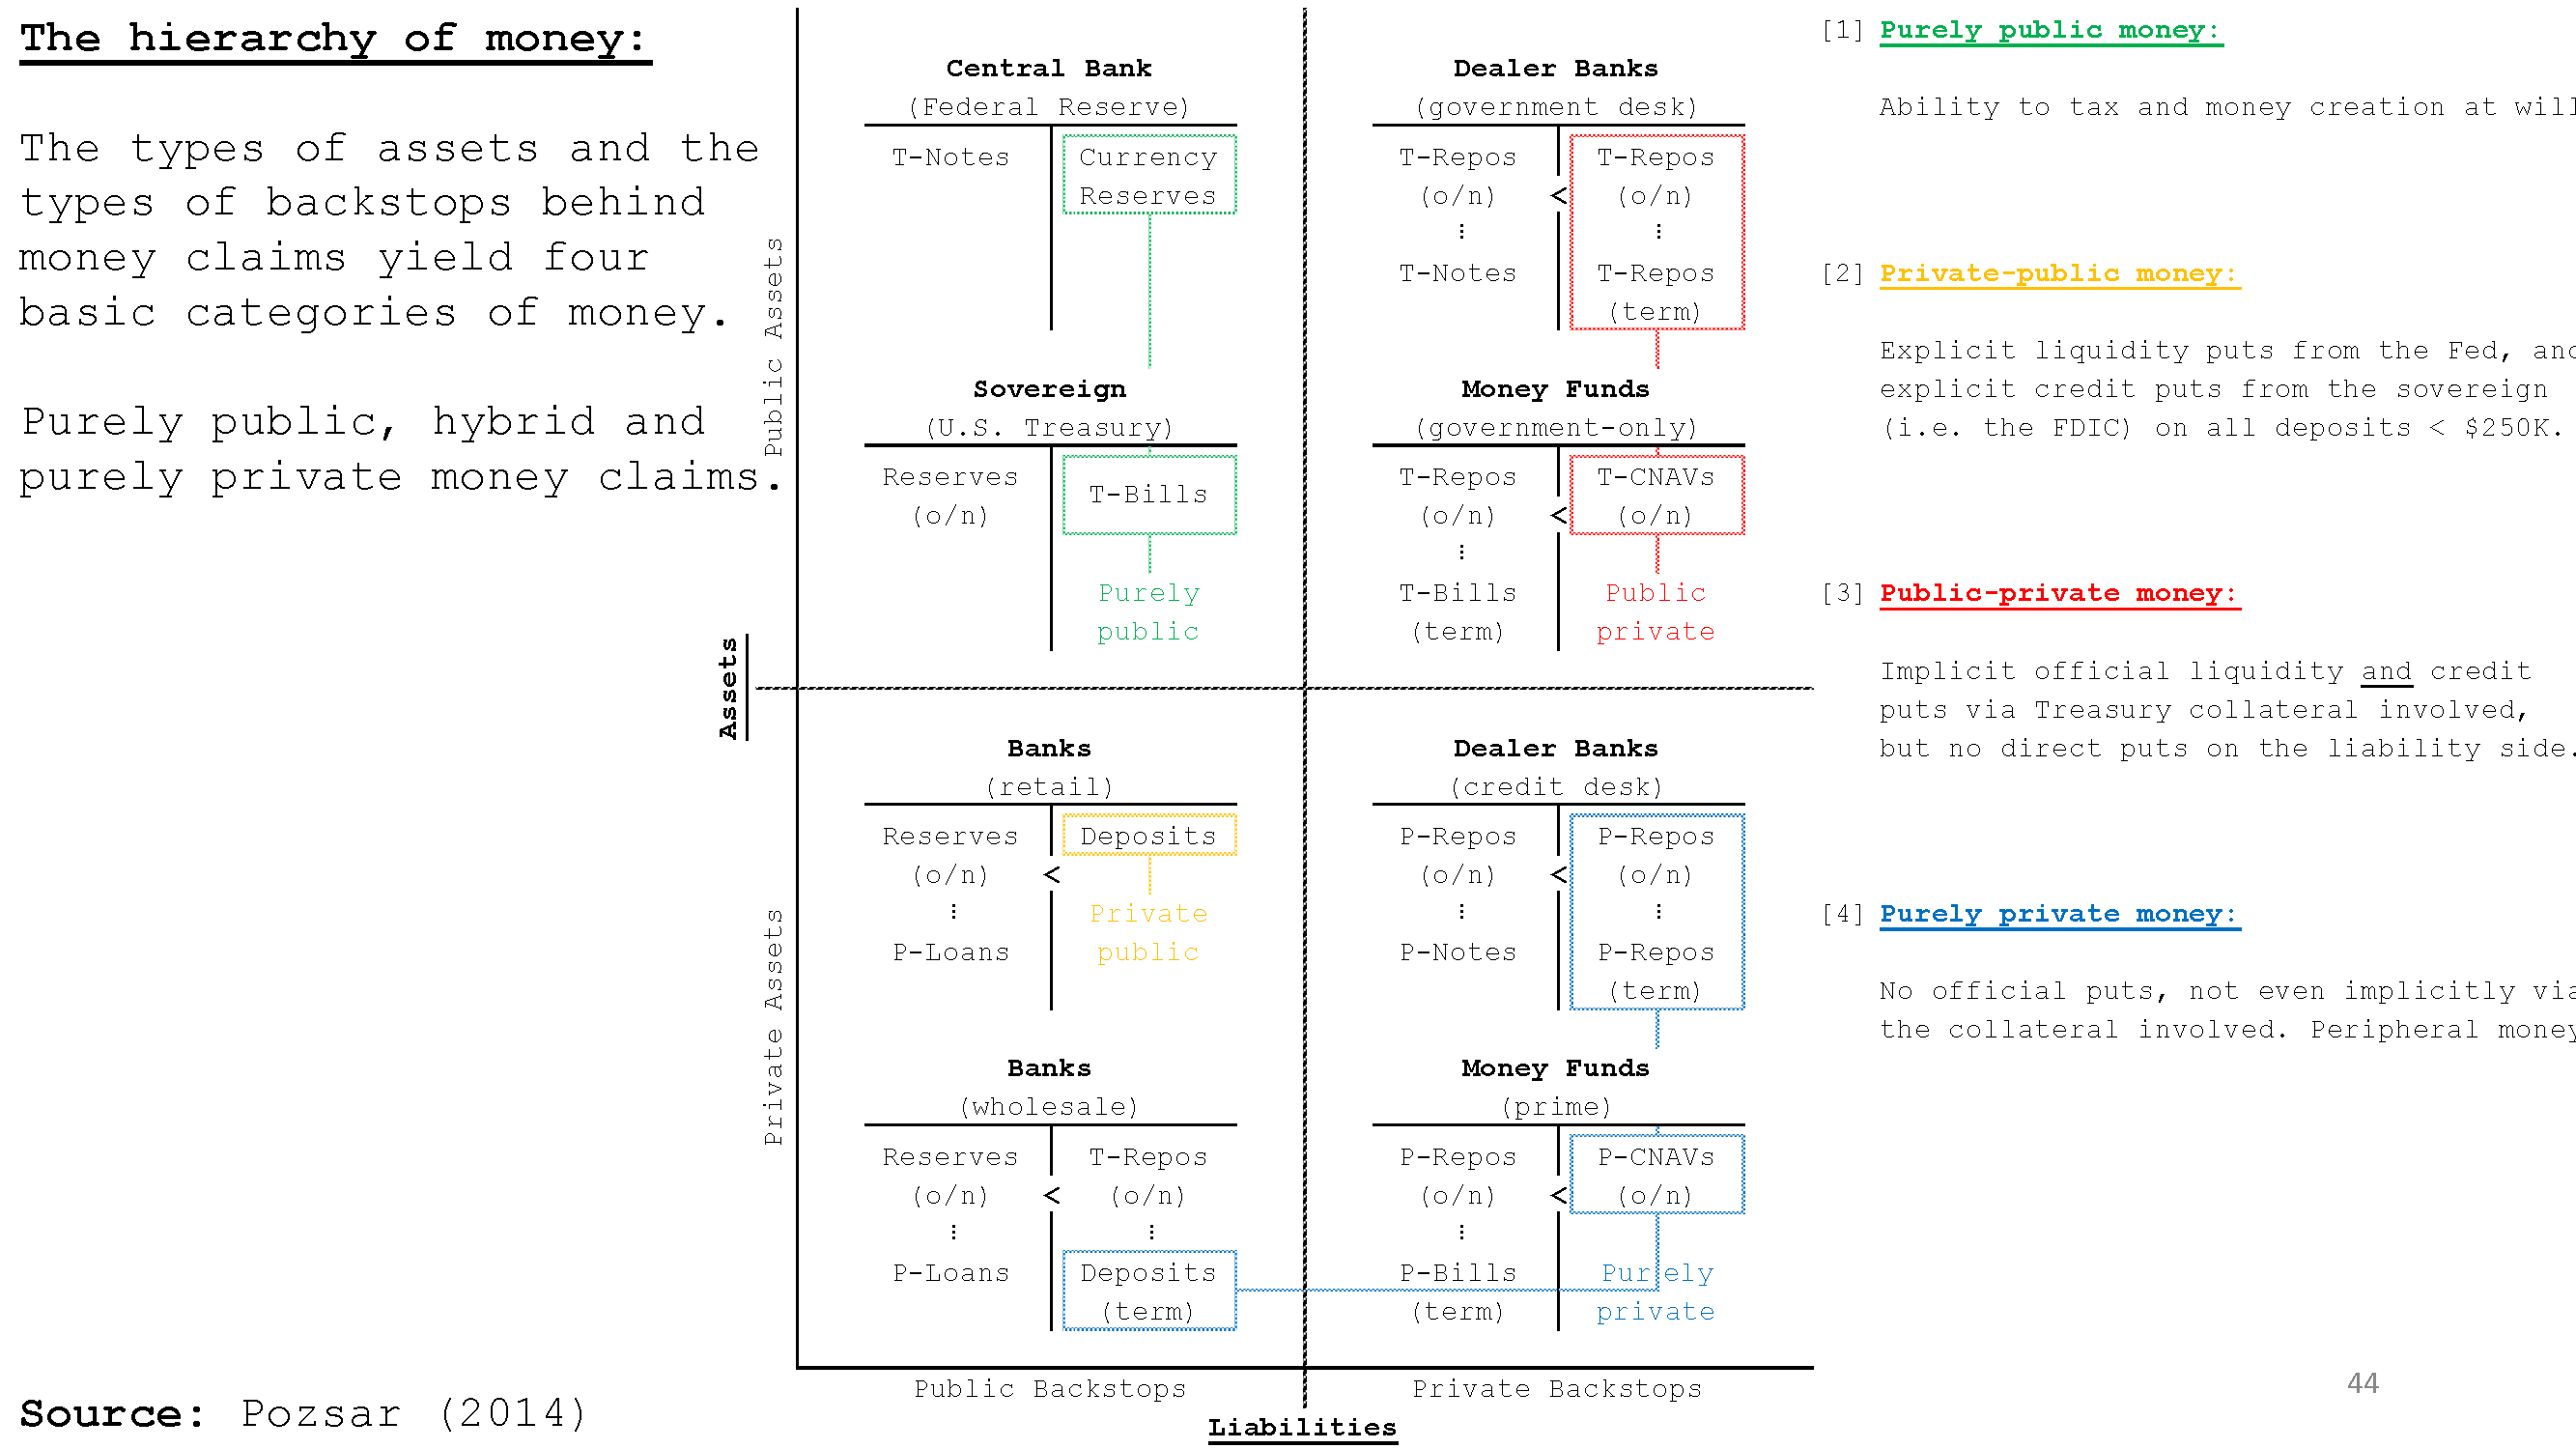 The hierarchy of money:
The types of assets and the
types of backstops behind
money claims yield four
basic categories of money.
Purely public, hybrid and
purely private money claims.
Source: Pozsar (2014)
Assets
Public Assets
Private Assets
Central Bank
(Federal Reserve)
T-Notes
Currency
Reserves
Sovereign
(U.S. Treasury)
Reserves
(o/n)
T-Bills
Purely
public
Dealer Banks
(government desk)
T-Repos T-Repos
(o/n) < (o/n)
⋮ ⋮
T-Notes T-Repos
(term)
Money Funds
(government-only)
T-Repos T-CNAVs
(o/n) < (o/n)
⋮
T-Bills Public
(term) private
Banks
(retail)
Reserves Deposits
(o/n) <
⋮ Private
P-Loans public
Banks
(wholesale)
Reserves T-Repos
(o/n) < (o/n)
⋮ ⋮
P-Loans Deposits
(term)
Dealer Banks
(credit desk)
P-Repos P-Repos
(o/n) < (o/n)
⋮ ⋮
P-Notes P-Repos
(term)
Money Funds
(prime)
P-Repos P-CNAVs
(o/n) < (o/n)
⋮
P-Bills Purely
(term) private
Public Backstops
Private Backstops
Liabilities
[1] Purely public money:
Ability to tax and money creation at will
[2] Private-public money:
Explicit liquidity puts from the Fed, and
explicit credit puts from the sovereign
(i.e. the FDIC) on all deposits < $250K.
[3] Public-private money:
Implicit official liquidity and credit
puts via Treasury collateral involved,
but no direct puts on the liability side.
[4] Purely private money:
No official puts, not even implicitly via
the collateral involved. Peripheral money
44